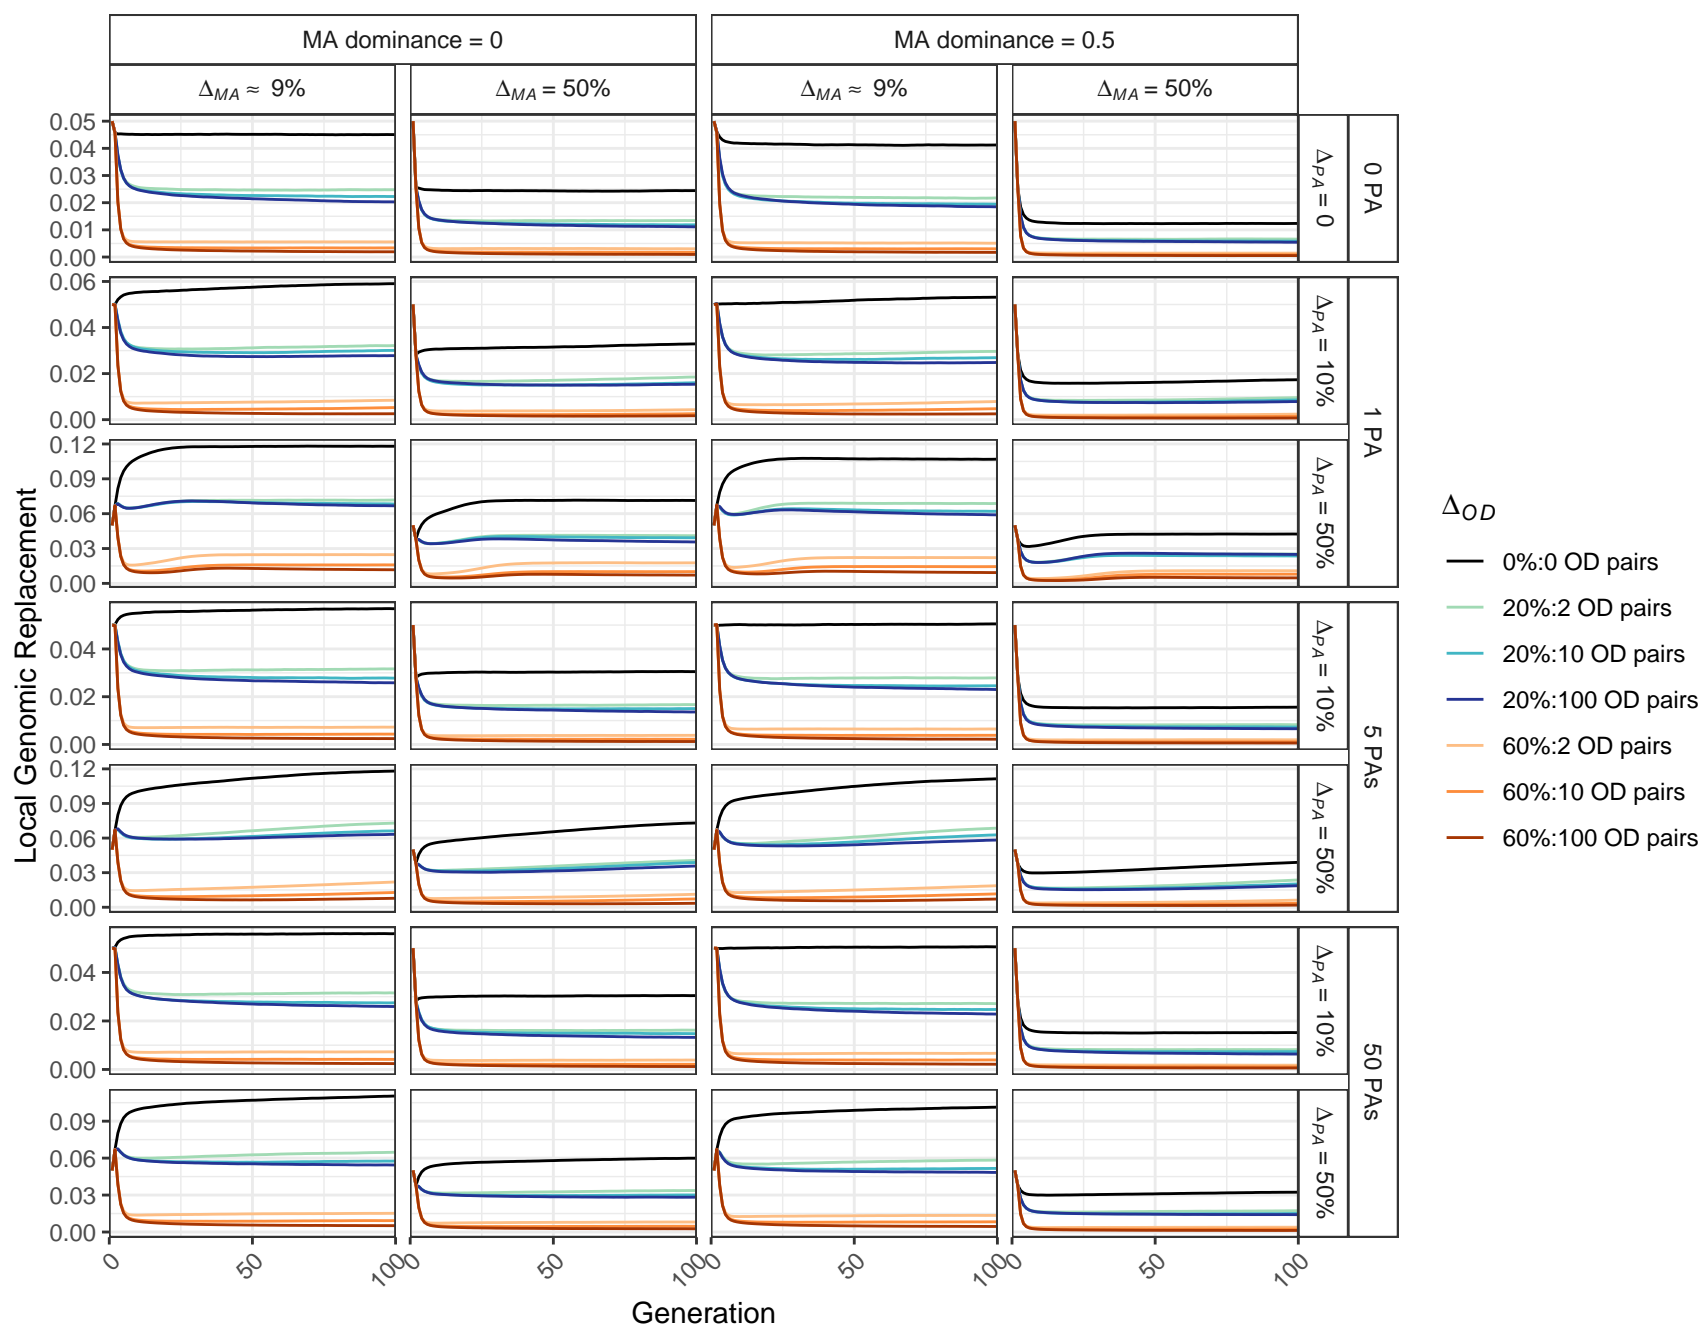 MA dominance = 0
MA dominance = 0.5
Δ_MA ≈ 9%
Δ_MA = 50%
Δ_MA ≈ 9%
Δ_MA = 50%
0.05
0.04
0.03
0.02
0.01
0.00
Δ_PA = 0
0 PA
0.06
0.04
0.02
0.00
Δ_PA = 10%
1 PA
0.12
0.09
0.06
0.03
0.00
Δ_PA = 50%
0.04
0.02
0.00
Δ_PA = 10%
5 PAs
0.12
0.09
0.06
0.03
0.00
Δ_PA = 50%
0.04
0.02
0.00
Δ_PA = 10%
50 PAs
0.09
0.06
0.03
0.00
Δ_PA = 50%
0 50 100
0 50 100
0 50 100
0 50 100
Generation
Local Genomic Replacement
Δ_OD
0%:0 OD pairs
20%:2 OD pairs
20%:10 OD pairs
20%:100 OD pairs
60%:2 OD pairs
60%:10 OD pairs
60%:100 OD pairs